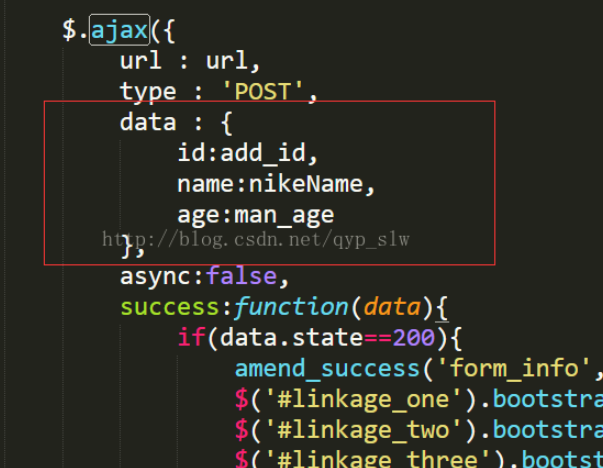 $.ajax({
url : url,
type : 'POST',
data : {
id:add_id,
name:nikeName,
age:man_age
http://blog.csdn.net/qyp_slw
},
async:false,
success:function(data){
if(data.state==200){
amend_success('form_info',
$('#linkage_one').bootstra
$('#linkage_two').bootstra
$('#linkage_three').bootst